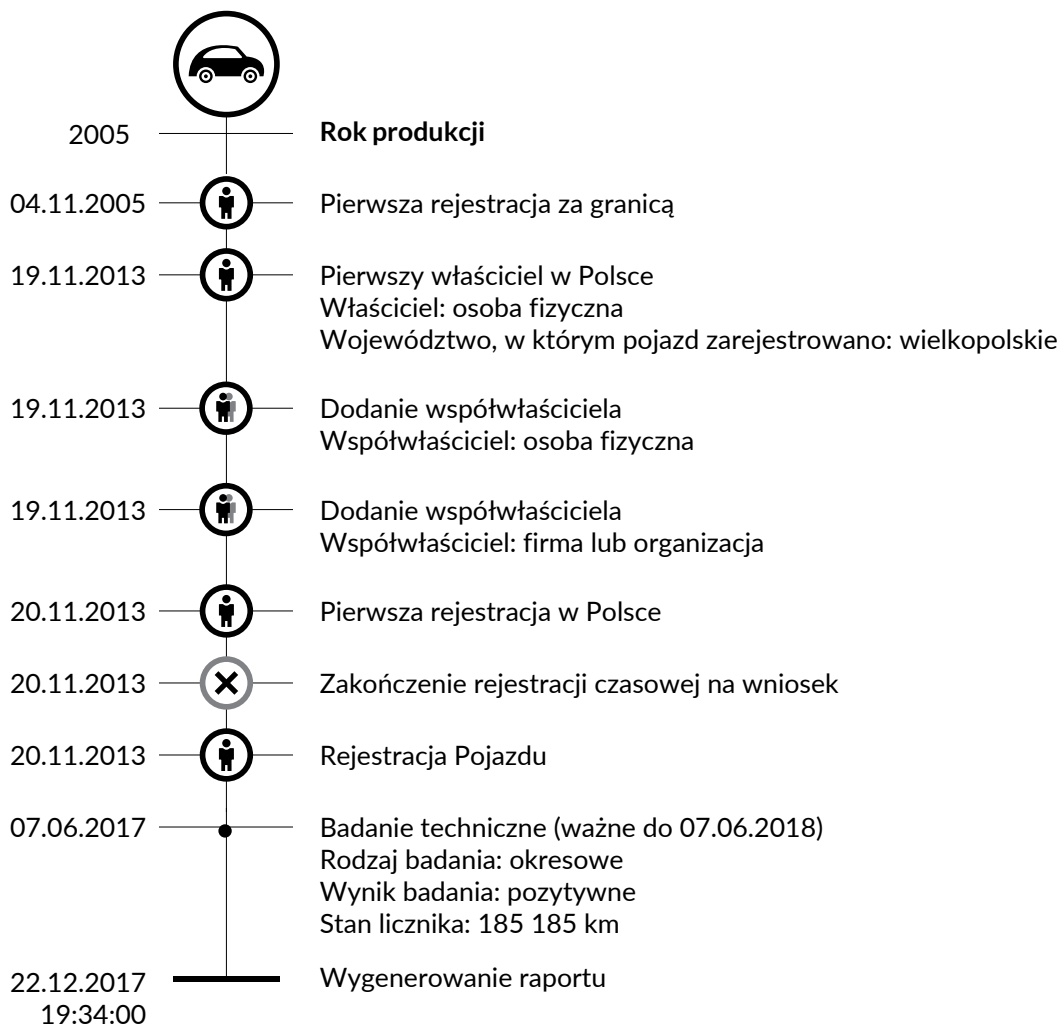 2005 Rok produkcji
04.11.2005 Pierwsza rejestracja za granicą
19.11.2013 Pierwszy właściciel w Polsce
Właściciel: osoba fizyczna
Województwo, w którym pojazd zarejestrowano: wielkopolskie
19.11.2013 Dodanie współwłaściciela
Współwłaściciel: osoba fizyczna
19.11.2013 Dodanie współwłaściciela
Współwłaściciel: firma lub organizacja
20.11.2013 Pierwsza rejestracja w Polsce
20.11.2013 Zakończenie rejestracji czasowej na wniosek
20.11.2013 Rejestracja Pojazdu
07.06.2017 Badanie techniczne (ważne do 07.06.2018)
Rodzaj badania: okresowe
Wynik badania: pozytywne
Stan licznika: 185 185 km
22.12.2017 Wygenerowanie raportu
19:34:00